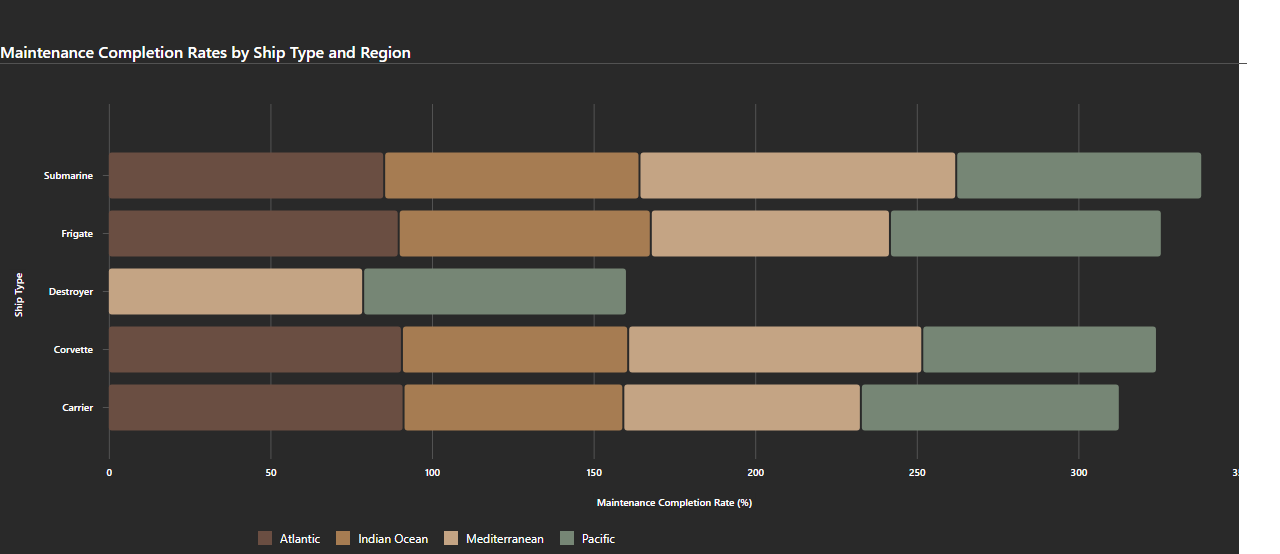 Maintenance Completion Rates by Ship Type and Region
Submarine
Frigate
Destroyer
Corvette
Carrier
Ship Type
0 50 100 150 200 250 300
Maintenance Completion Rate (%)
Atlantic Indian Ocean Mediterranean Pacific